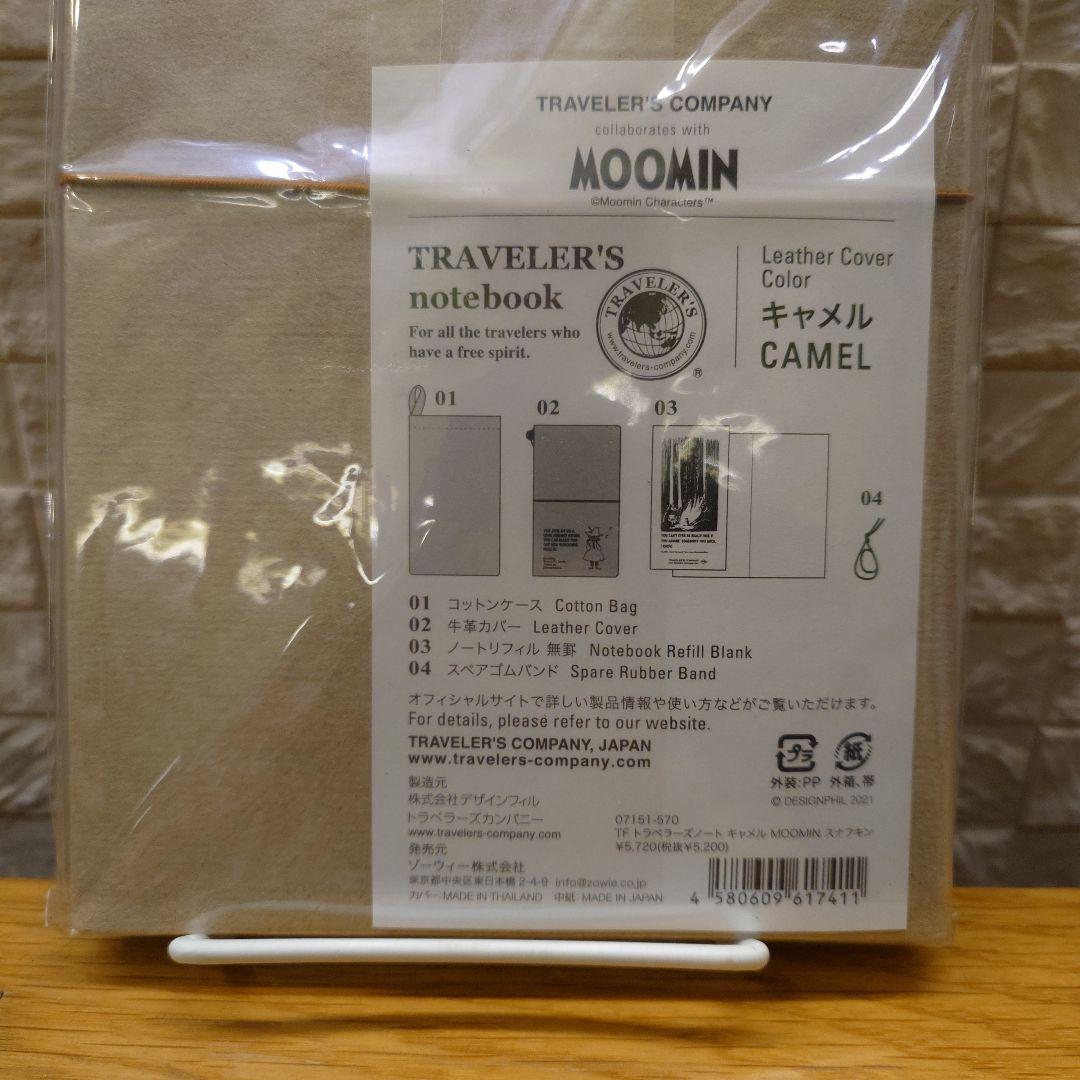 TRAVELER'S COMPANY
collaborates with
MOOMIN
©Moomin Characters™
TRAVELER'S
notebook
For all the travelers who
have a free spirit.
TRAVELER'S
www.travelers-company.com
®
Leather Cover
Color
キャメル
CAMEL
01
02
03
04
01 コットンケース Cotton Bag
02 牛革カバー Leather Cover
03 ノートリフィル 無罫 Notebook Refill Blank
04 スペアゴムバンド Spare Rubber Band
オフィシャルサイトで詳しい製品情報や使い方などがご覧いただけます。
For details, please refer to our website.
TRAVELER'S COMPANY, JAPAN
www.travelers-company.com
プラ
紙
外装:PP 外箱、帯
© DESIGNPHIL 2021
製造元
株式会社デザインフィル
トラベラーズカンパニー
www.travelers-company.com
発売元
ゾーウィー株式会社
東京都中央区東日本橋 2-4-9 info@zowie.co.jp
カバー:MADE IN THAILAND 中紙:MADE IN JAPAN
07151-570
TF トラベラーズノート キャメル MOOMIN スナフキン
¥5,720(税抜¥5,200)
4 580609 617411